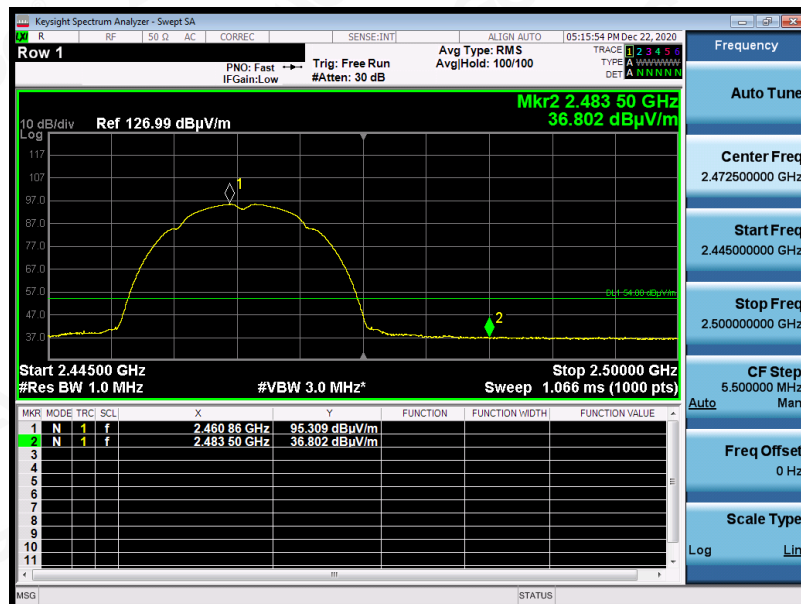 Keysight Spectrum Analyzer - Swept SA
LXI R RF 50 Ω AC CORREC SENSE:INT ALIGN AUTO 05:15:54 PM Dec 22, 2020
Row 1
PNO: Fast
IFGain:Low
Trig: Free Run
#Atten: 30 dB
Avg Type: RMS
Avg|Hold: 100/100
TRACE 1 2 3 4 5 6
TYPE A WWWWW
DET A N N N N N
Mkr2 2.483 50 GHz
36.802 dBµV/m
10 dB/div Ref 126.99 dBµV/m
Log
117
107
97.0
87.0
77.0
67.0
57.0
47.0
37.0
1
DL1 54.00 dBµV/m
2
Start 2.44500 GHz Stop 2.50000 GHz
#Res BW 1.0 MHz #VBW 3.0 MHz* Sweep 1.066 ms (1000 pts)
MKR MODE TRC SCL X Y FUNCTION FUNCTION WIDTH FUNCTION VALUE
1 N 1 f 2.460 86 GHz 95.309 dBµV/m
2 N 1 f 2.483 50 GHz 36.802 dBµV/m
3
4
5
6
7
8
9
10
11
MSG STATUS
Frequency
Auto Tune
Center Freq
2.472500000 GHz
Start Freq
2.445000000 GHz
Stop Freq
2.500000000 GHz
CF Step
5.500000 MHz
Auto Man
Freq Offset
0 Hz
Scale Type
Log Lin